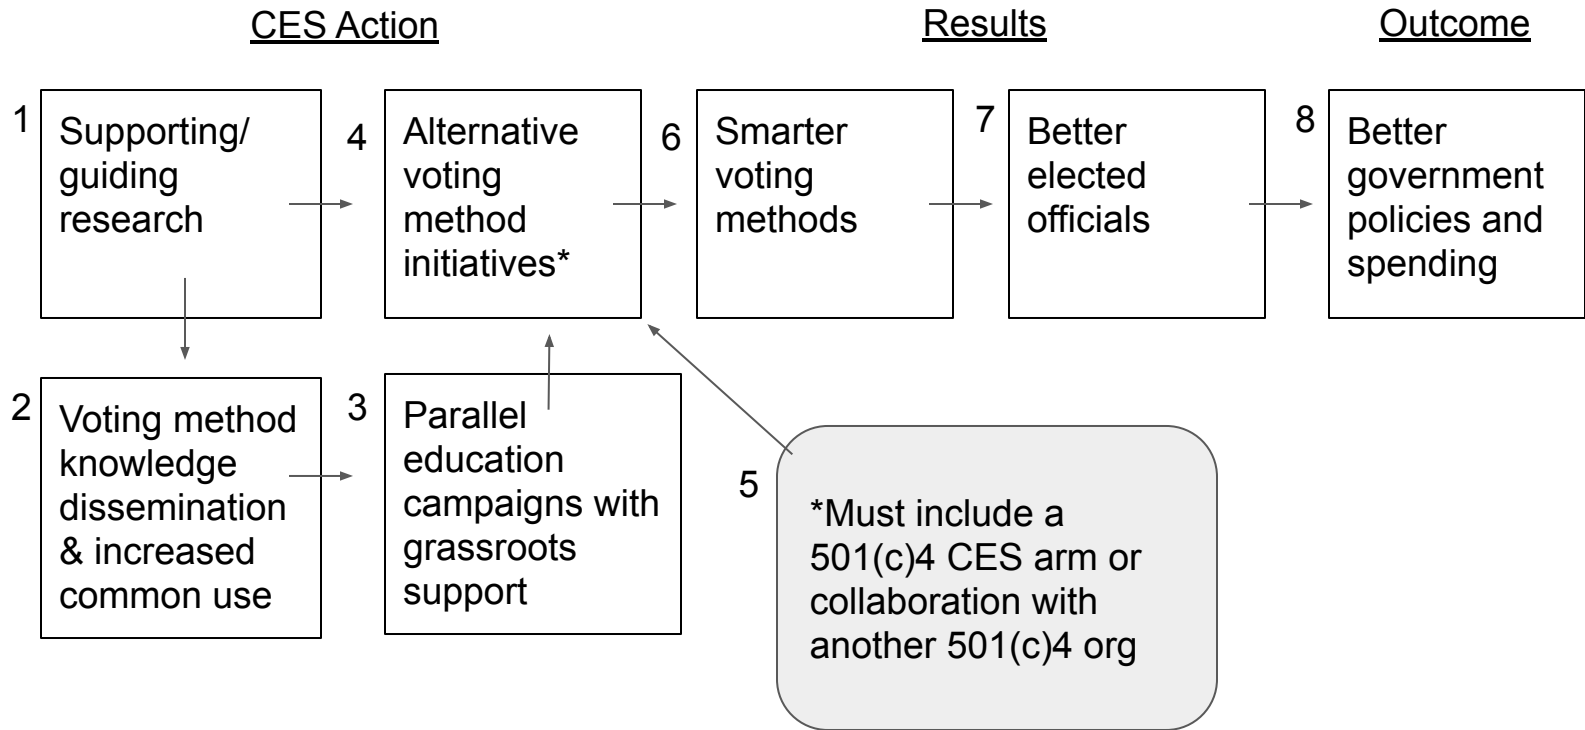 CES Action
Results
Outcome
1
Supporting/
guiding
research
4
Alternative
voting
method
initiatives*
6
Smarter
voting
methods
7
Better
elected
officials
8
Better
government
policies and
spending
2
Voting method
knowledge
dissemination
& increased
common use
3
Parallel
education
campaigns with
grassroots
support
5
*Must include a
501(c)4 CES arm or
collaboration with
another 501(c)4 org